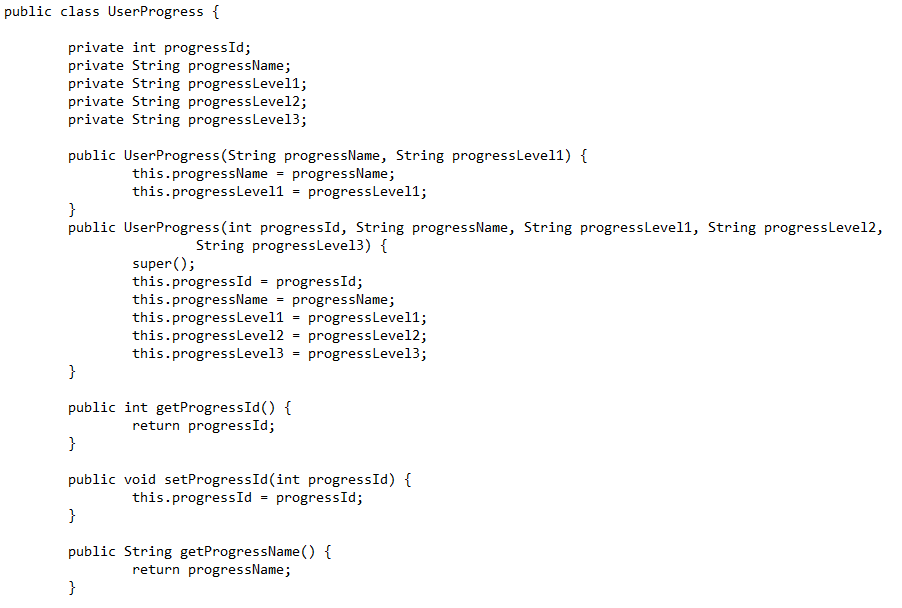 public class UserProgress {
private int progressId;
private String progressName;
private String progressLevel1;
private String progressLevel2;
private String progressLevel3;
public UserProgress(String progressName, String progressLevel1) {
this.progressName = progressName;
this.progressLevel1 = progressLevel1;
}
public UserProgress(int progressId, String progressName, String progressLevel1, String progressLevel2,
String progressLevel3) {
super();
this.progressId = progressId;
this.progressName = progressName;
this.progressLevel1 = progressLevel1;
this.progressLevel2 = progressLevel2;
this.progressLevel3 = progressLevel3;
}
public int getProgressId() {
return progressId;
}
public void setProgressId(int progressId) {
this.progressId = progressId;
}
public String getProgressName() {
return progressName;
}